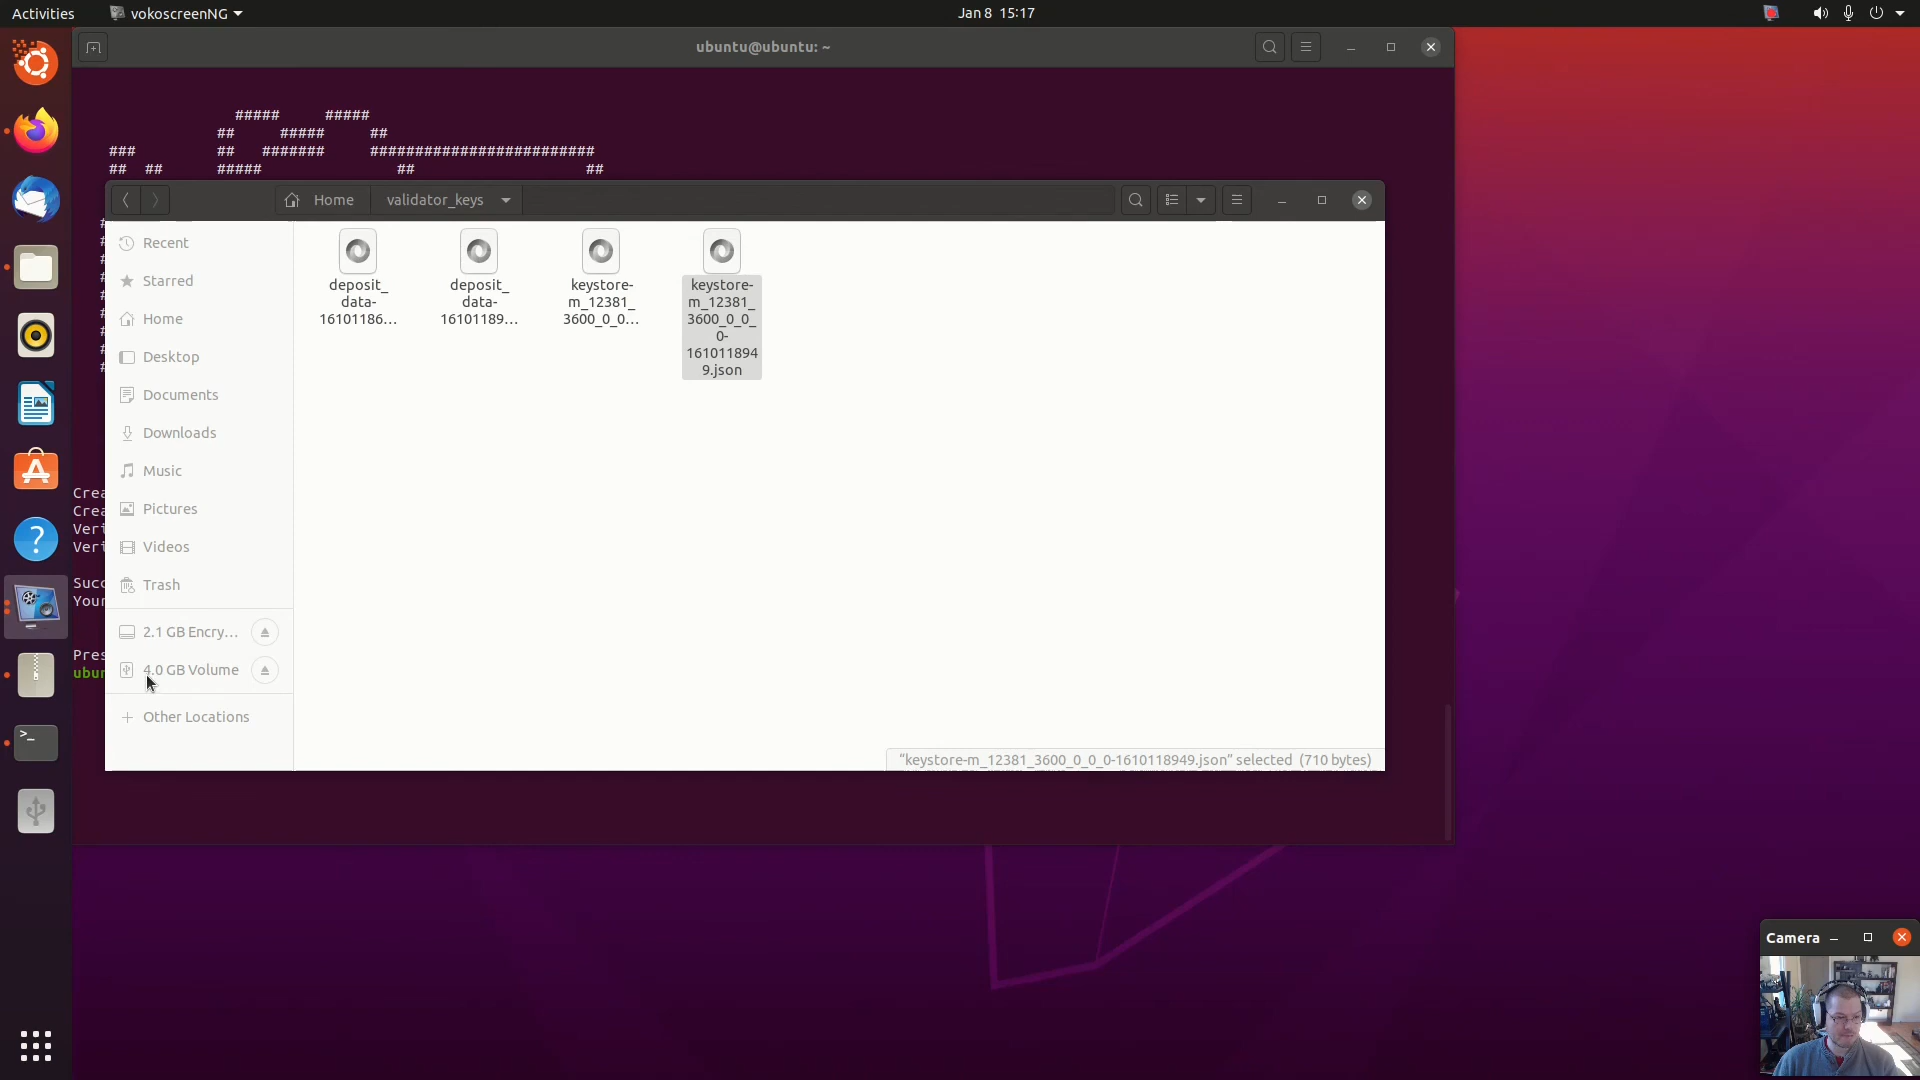 Activities
vokoscreenNG
Jan 8 15:17
ubuntu@ubuntu: ~
##### #####
## ##### ##
### ## ####### #########################
## ## ##### ## ##
Home
validator_keys
Recent
Starred
Home
Desktop
Documents
Downloads
Music
Pictures
Videos
Trash
2.1 GB Encry...
4.0 GB Volume
Other Locations
deposit_
data-
16101186...
deposit_
data-
16101189...
keystore-
m_12381_
3600_0_0...
keystore-
m_12381_
3600_0_0_
0-
161011894
9.json
#
#
#
#
#
#
#
#
#
Crea
Crea
Veri
Veri
Succ
Your
Pres
ubun
"keystore-m_12381_3600_0_0_0-1610118949.json" selected (710 bytes)
Camera